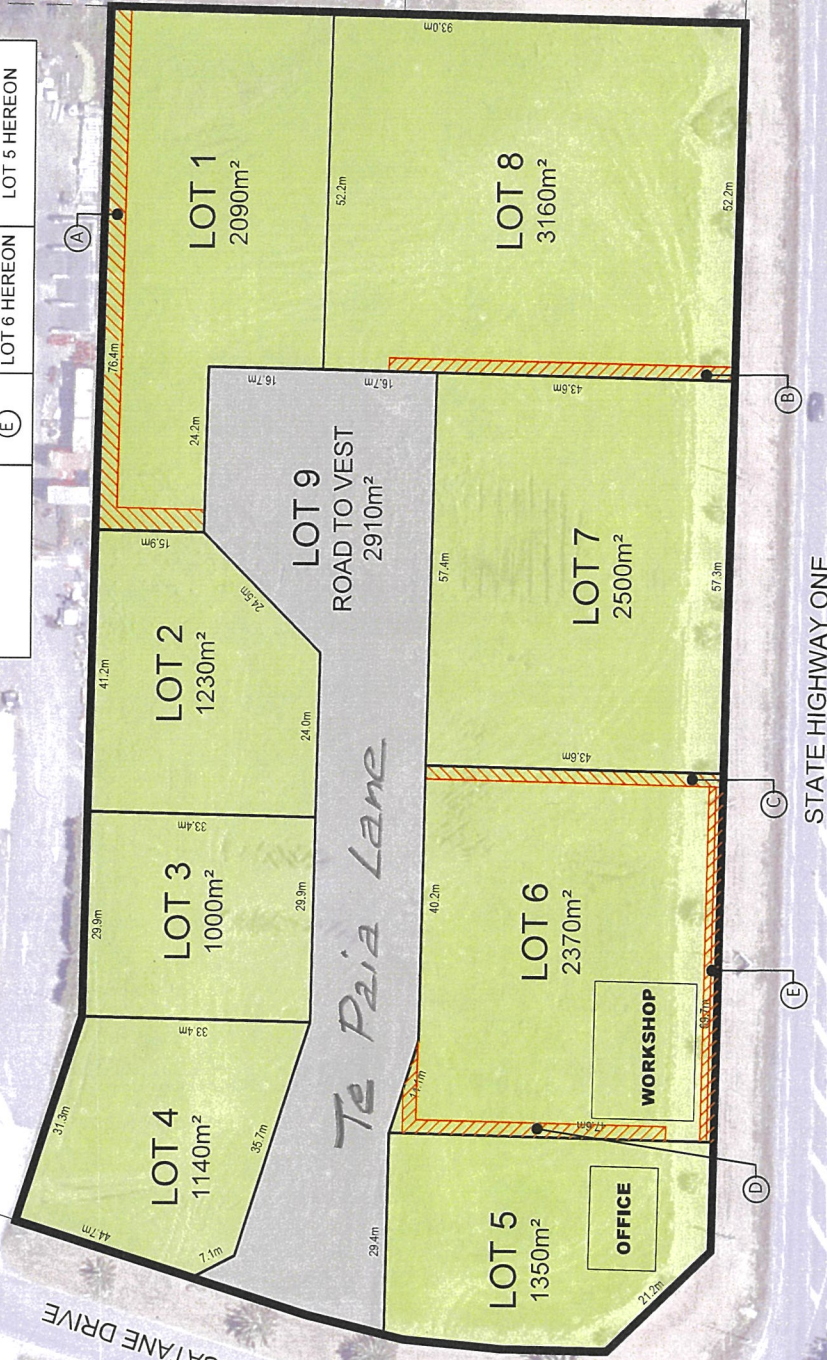 LOT 5 HEREON
LOT 6 HEREON
E
A
93.0m
LOT 1
2090m²
52.2m
LOT 8
3160m²
52.2m
76.4m
16.7m
16.7m
24.2m
43.6m
B
15.9m
LOT 9
ROAD TO VEST
2910m²
24.5m
57.4m
LOT 7
2500m²
57.3m
41.2m
LOT 2
1230m²
24.0m
43.6m
C
STATE HIGHWAY ONE
33.4m
29.9m
LOT 3
1000m²
29.9m
Te Paia Lane
40.2m
LOT 6
2370m²
WORKSHOP
E
33.4m
31.3m
LOT 4
1140m²
35.7m
44.7m
7.1m
D
29.4m
LOT 5
1350m²
OFFICE
21.2m
DRIVE